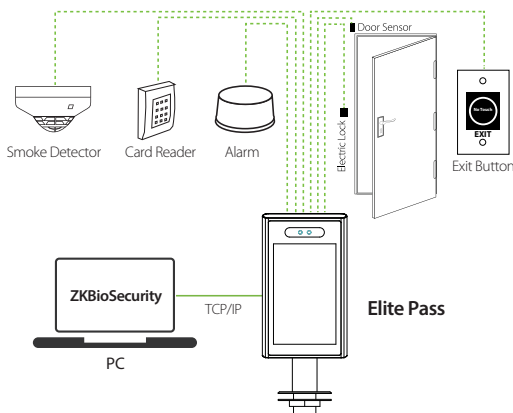 Door Sensor
No Touch
EXIT
Electric Lock
Smoke Detector
Card Reader
Alarm
Exit Button
ZKBioSecurity
TCP/IP
Elite Pass
PC